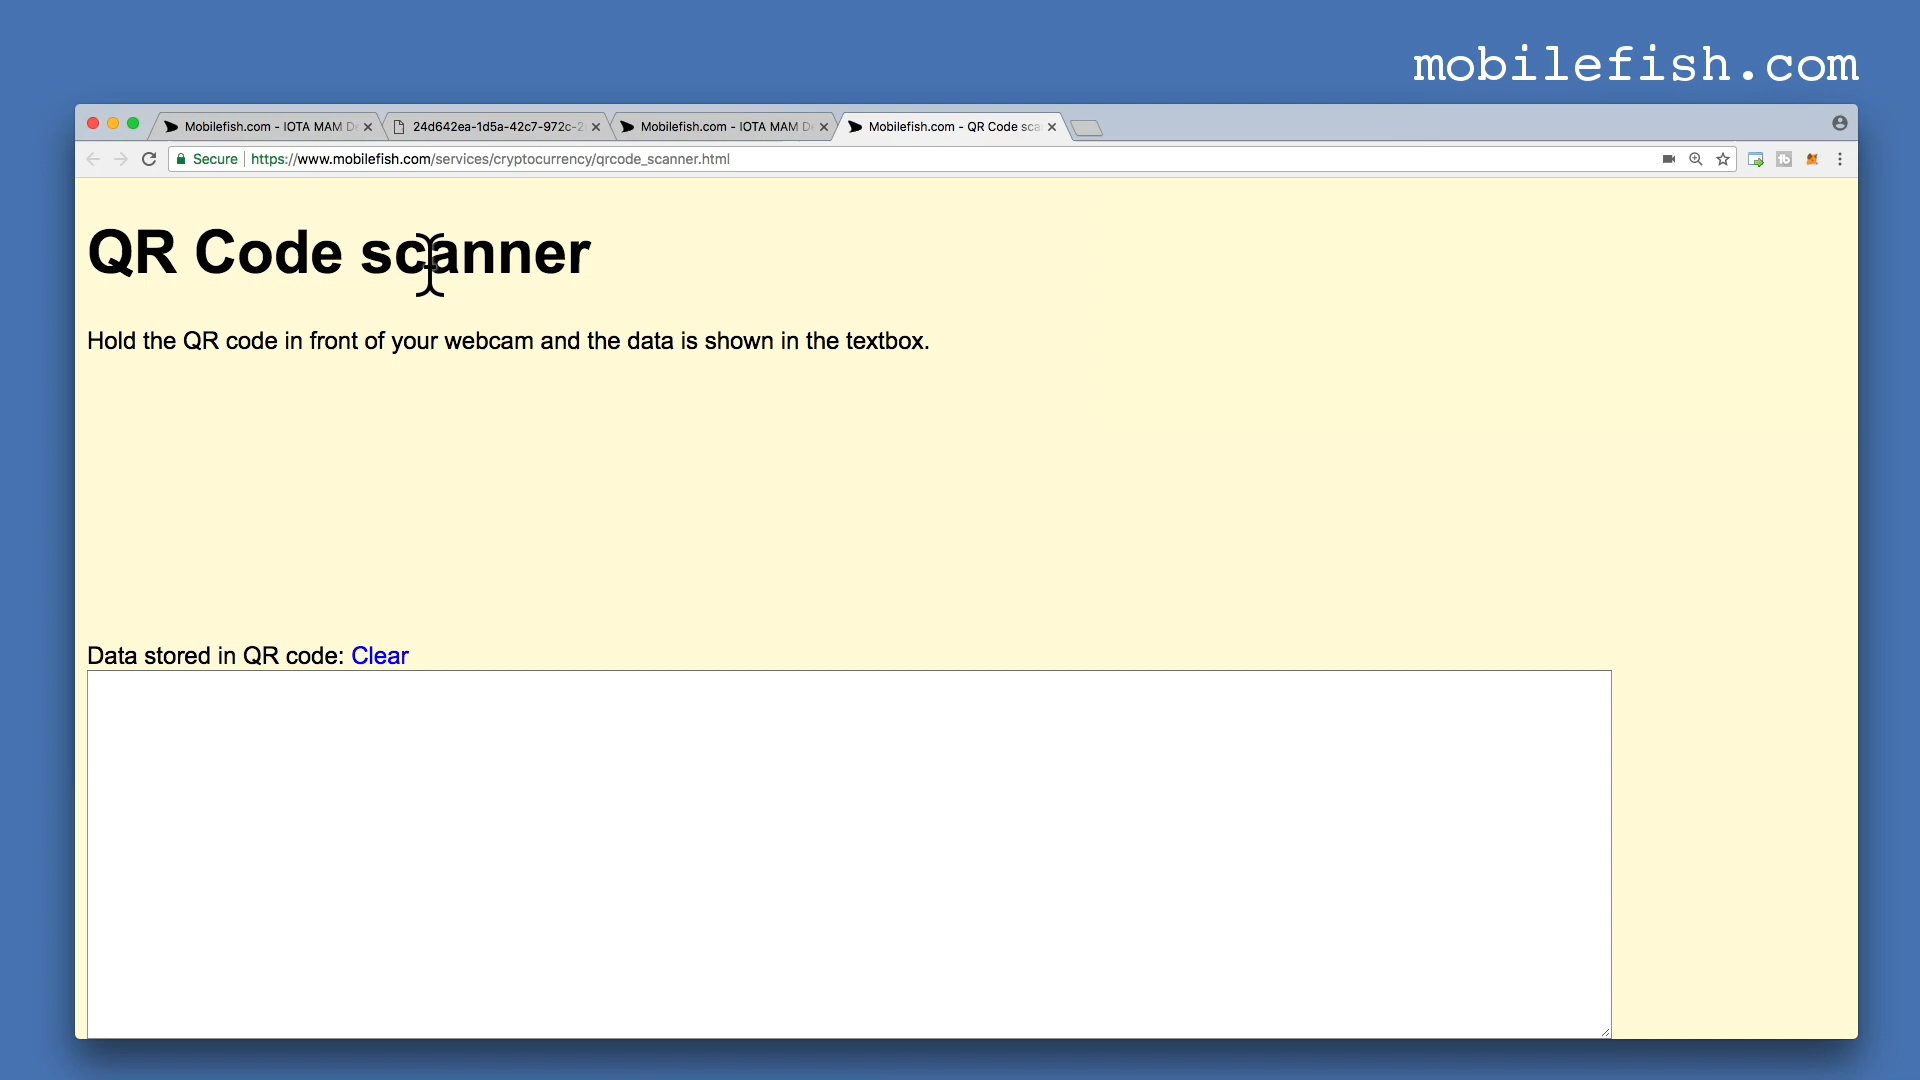 mobilefish.com
Mobilefish.com - IOTA MAM D
24d642ea-1d5a-42c7-972c-2
Mobilefish.com - IOTA MAM D
Mobilefish.com - QR Code sca
Secure
https://www.mobilefish.com/services/cryptocurrency/qrcode_scanner.html
QR Code scanner
Hold the QR code in front of your webcam and the data is shown in the textbox.
Data stored in QR code: Clear